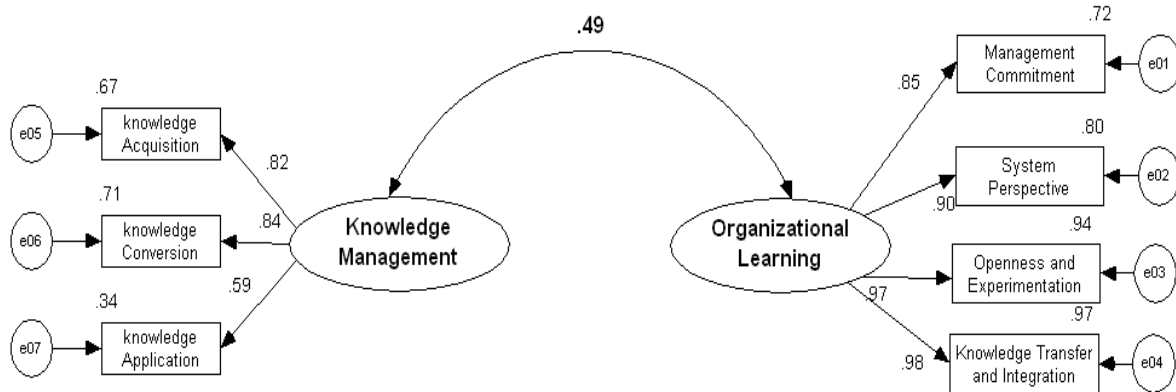 .49
.72
Management
Commitment
e01
.85
.67
e05
knowledge
Acquisition
.82
.80
System
Perspective
e02
.90
.71
e06
knowledge
Conversion
.84
Knowledge
Management
Organizational
Learning
.94
Openness and
Experimentation
e03
.97
.59
.34
e07
knowledge
Application
.97
Knowledge Transfer
and Integration
e04
.98